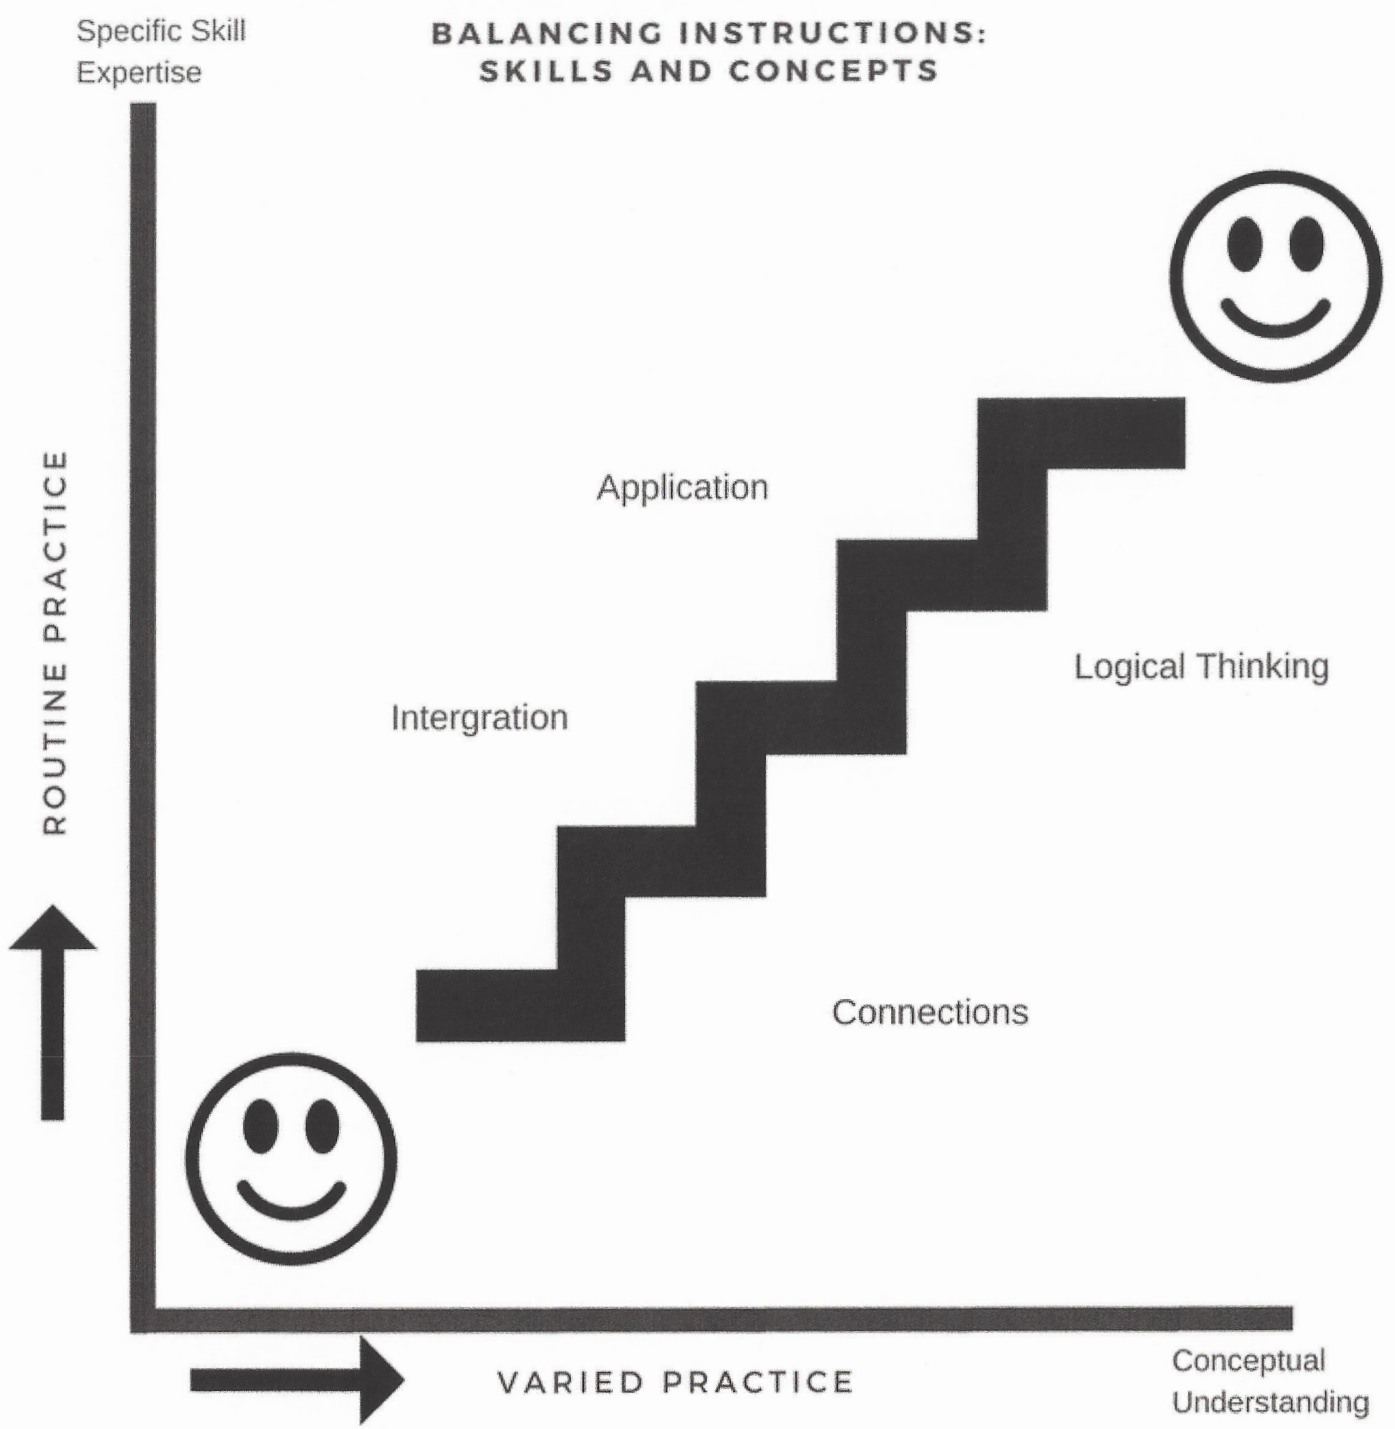 Specific Skill
Expertise
BALANCING INSTRUCTIONS:
SKILLS AND CONCEPTS
ROUTINE PRACTICE
Application
Intergration
Logical Thinking
Connections
VARIED PRACTICE
Conceptual
Understanding